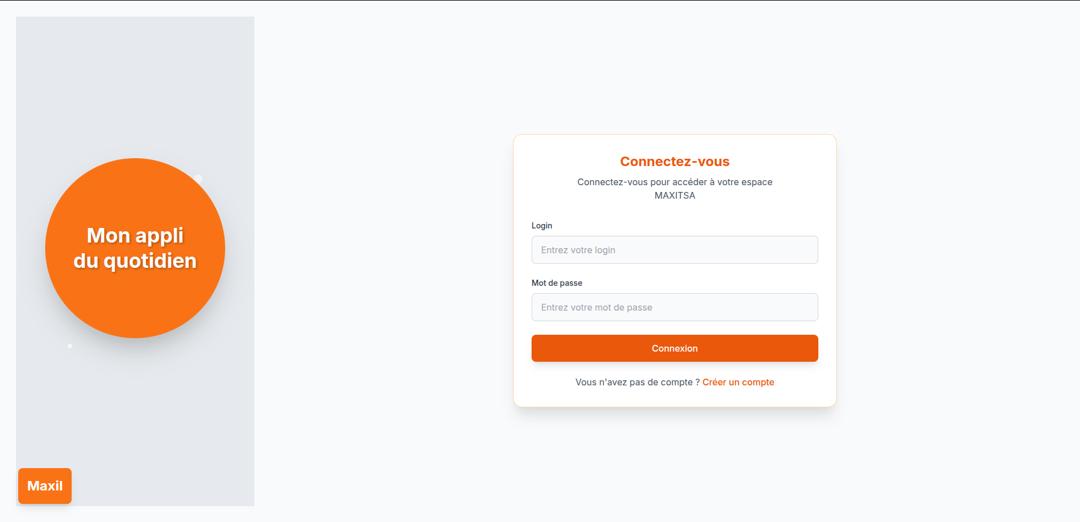 Mon appli
du quotidien
Maxil
Connectez-vous
Connectez-vous pour accéder à votre espace
MAXITSA
Login
Entrez votre login
Mot de passe
Entrez votre mot de passe
Connexion
Vous n'avez pas de compte ? Créer un compte